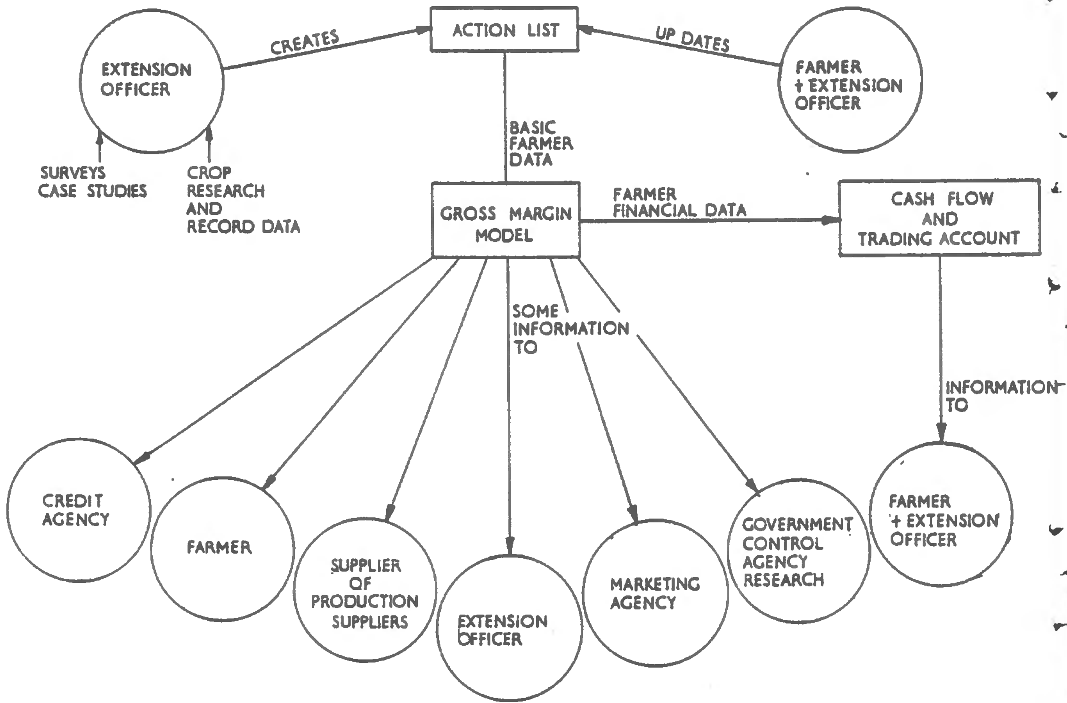 CREATES
ACTION LIST
UP DATES
EXTENSION
OFFICER
FARMER
+ EXTENSION
OFFICER
SURVEYS
CASE STUDIES
CROP
RESEARCH
AND
RECORD DATA
BASIC
FARMER
DATA
GROSS MARGIN
MODEL
FARMER
FINANCIAL DATA
CASH FLOW
AND
TRADING ACCOUNT
SOME
INFORMATION
TO
INFORMATION
TO
CREDIT
AGENCY
FARMER
SUPPLIER
OF
PRODUCTION
SUPPLIERS
EXTENSION
OFFICER
MARKETING
AGENCY
GOVERNMENT
CONTROL
AGENCY
RESEARCH
FARMER
+ EXTENSION
OFFICER